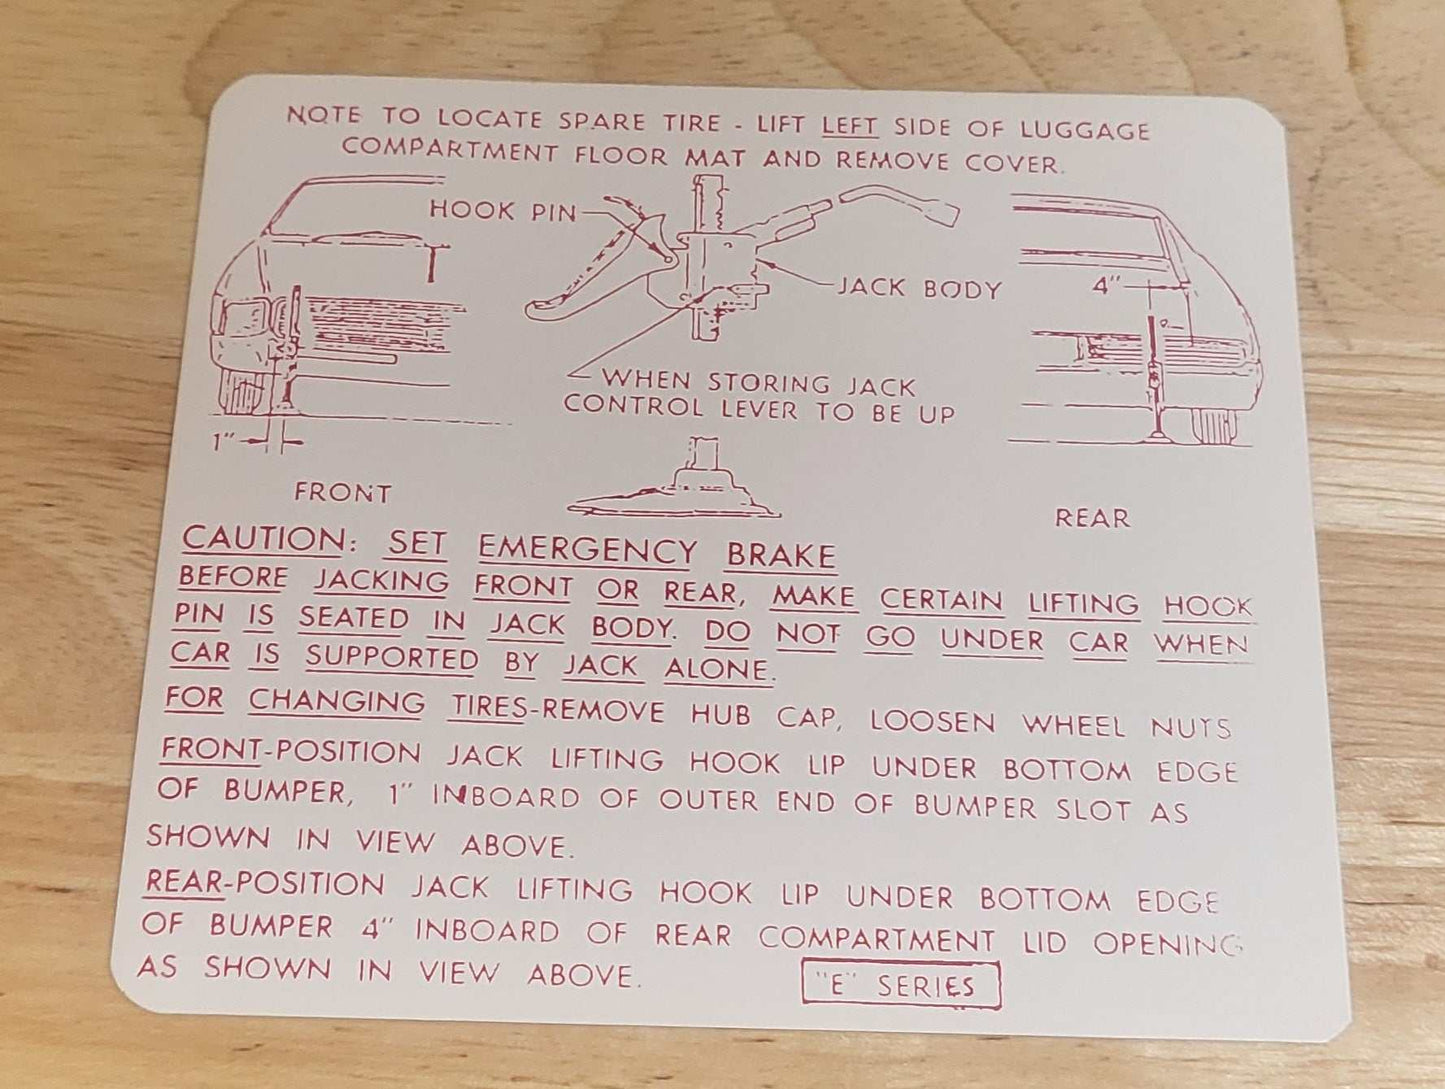 NOTE TO LOCATE SPARE TIRE - LIFT LEFT SIDE OF LUGGAGE
COMPARTMENT FLOOR MAT AND REMOVE COVER.
HOOK PIN
4"
JACK BODY
WHEN STORING JACK
CONTROL LEVER TO BE UP
1"
FRONT
REAR
CAUTION: SET EMERGENCY BRAKE
BEFORE JACKING FRONT OR REAR, MAKE CERTAIN LIFTING HOOK
PIN IS SEATED IN JACK BODY. DO NOT GO UNDER CAR WHEN
CAR IS SUPPORTED BY JACK ALONE.
FOR CHANGING TIRES-REMOVE HUB CAP, LOOSEN WHEEL NUTS
FRONT-POSITION JACK LIFTING HOOK LIP UNDER BOTTOM EDGE
OF BUMPER, 1" INBOARD OF OUTER END OF BUMPER SLOT AS
SHOWN IN VIEW ABOVE.
REAR-POSITION JACK LIFTING HOOK LIP UNDER BOTTOM EDGE
OF BUMPER 4" INBOARD OF REAR COMPARTMENT LID OPENING
AS SHOWN IN VIEW ABOVE.
"E" SERIES